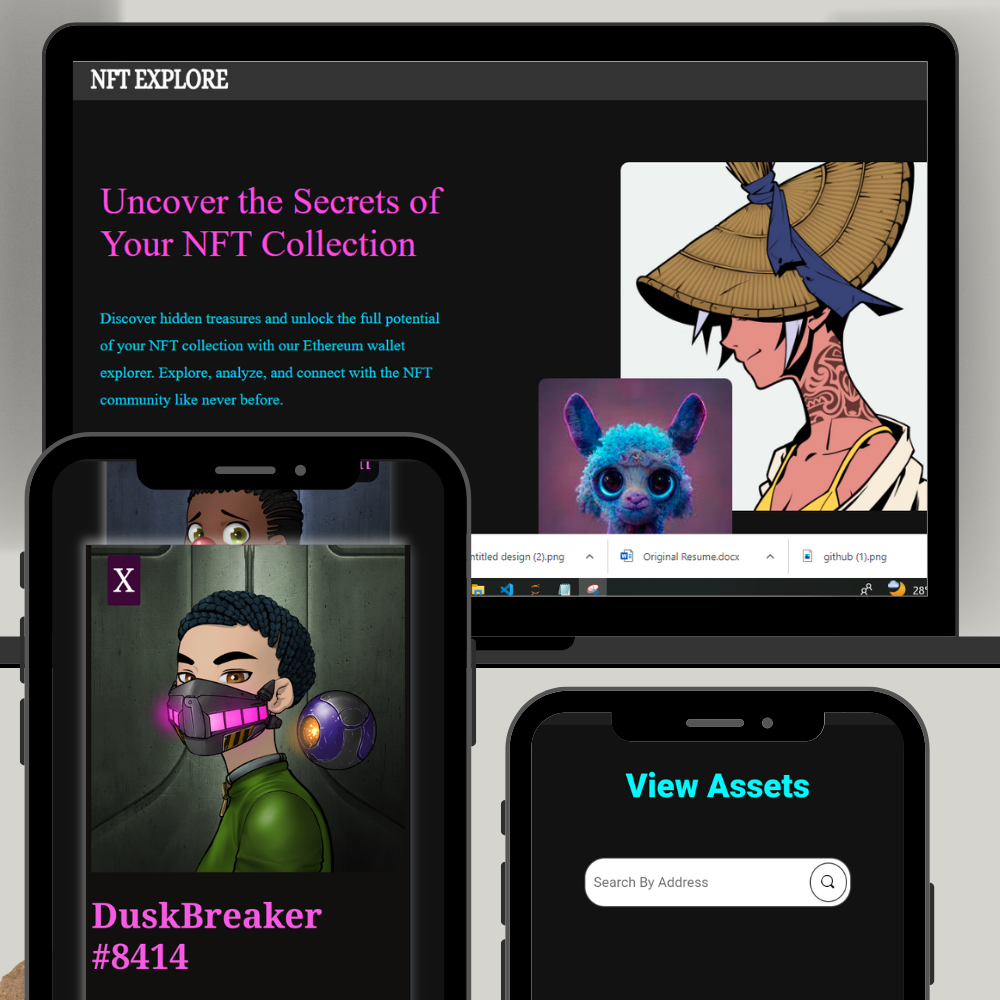 NFT EXPLORE
Uncover the Secrets of
Your NFT Collection
Discover hidden treasures and unlock the full potential
of your NFT collection with our Ethereum wallet
explorer. Explore, analyze, and connect with the NFT
community like never before.
ntitled design (2).png
Original Resume.docx
github (1).png
28°
X
DuskBreaker
#8414
View Assets
Search By Address